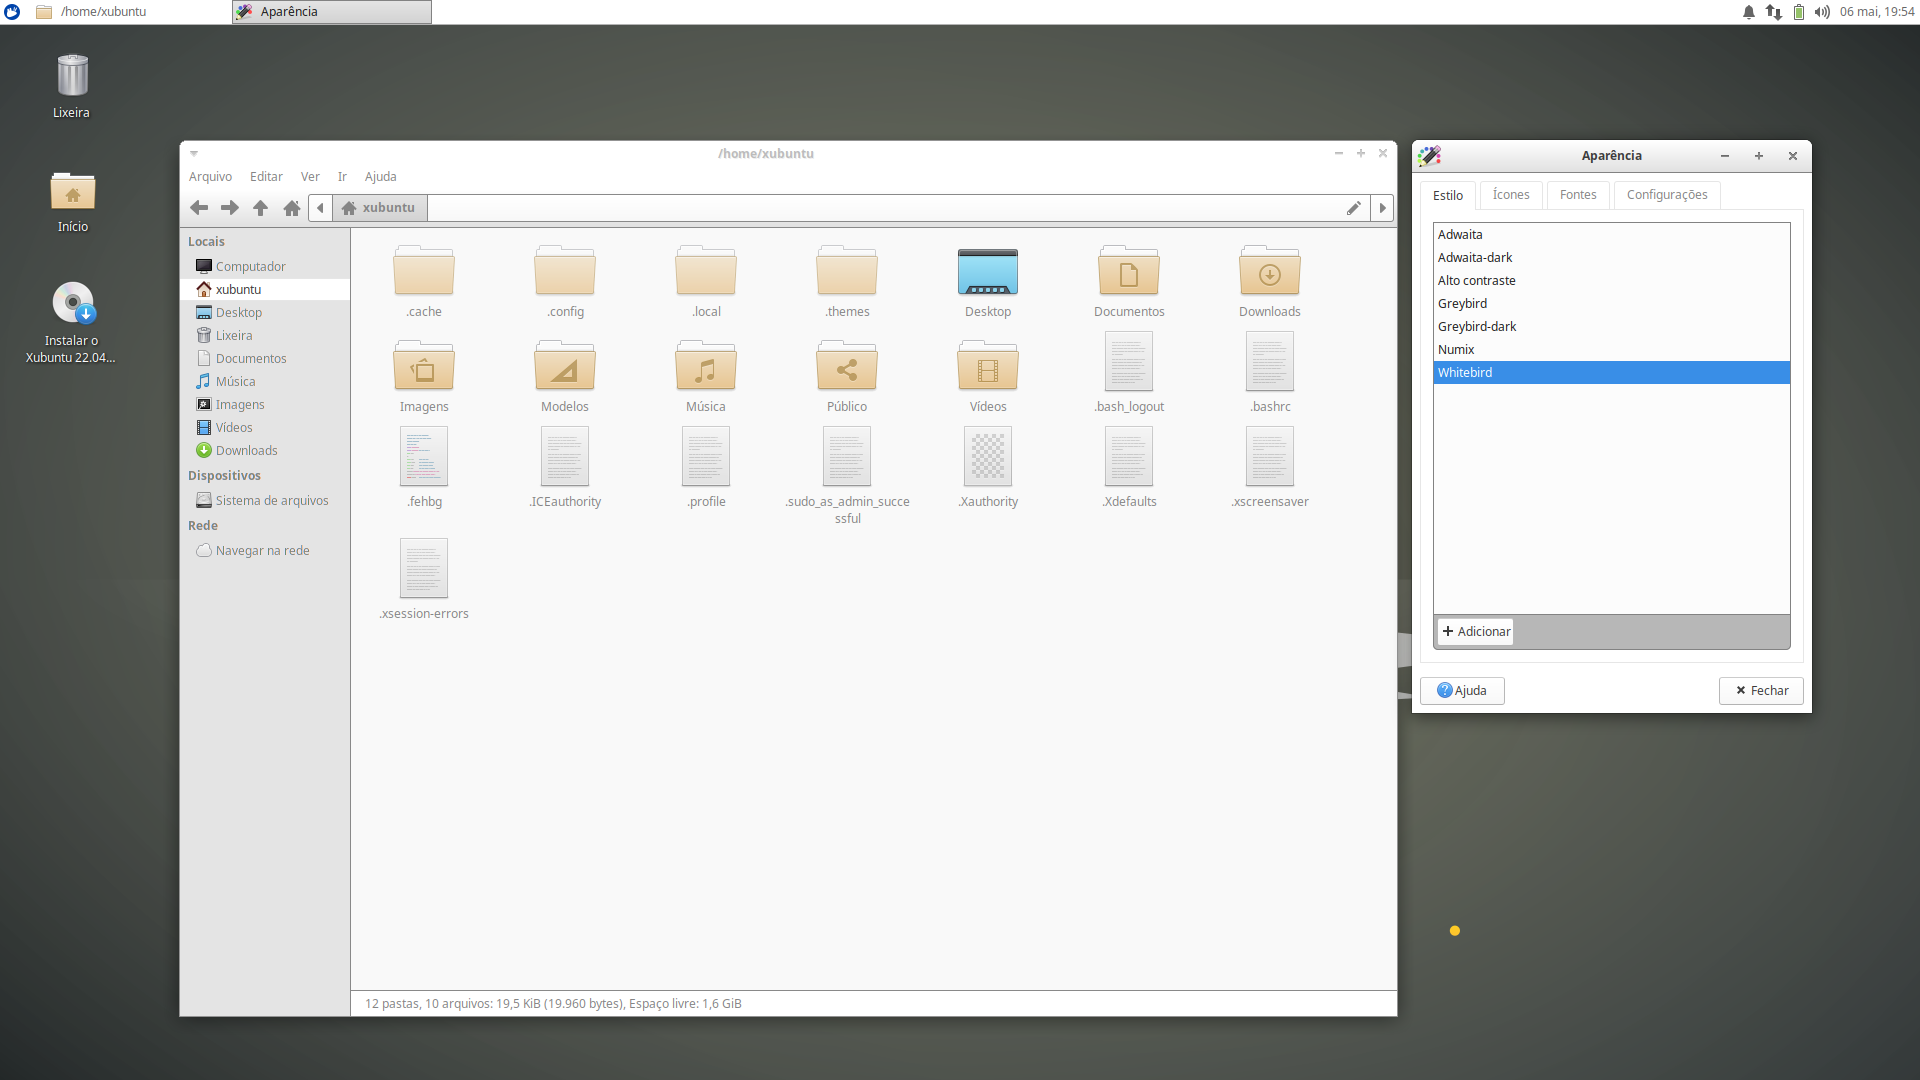 /home/xubuntu
Aparência
06 mai, 19:54
Lixeira
Início
Instalar o
Xubuntu 22.04...
/home/xubuntu
Arquivo Editar Ver Ir Ajuda
xubuntu
Locais
Computador
xubuntu
Desktop
Lixeira
Documentos
Música
Imagens
Vídeos
Downloads
Dispositivos
Sistema de arquivos
Rede
Navegar na rede
.cache .config .local .themes Desktop Documentos Downloads
Imagens Modelos Música Público Vídeos .bash_logout .bashrc
.fehbg .ICEauthority .profile .sudo_as_admin_succe .Xauthority .Xdefaults .xscreensaver
ssful
.xsession-errors
12 pastas, 10 arquivos: 19,5 KiB (19.960 bytes), Espaço livre: 1,6 GiB
Aparência
Estilo Ícones Fontes Configurações
Adwaita
Adwaita-dark
Alto contraste
Greybird
Greybird-dark
Numix
Whitebird
Adicionar
Ajuda Fechar